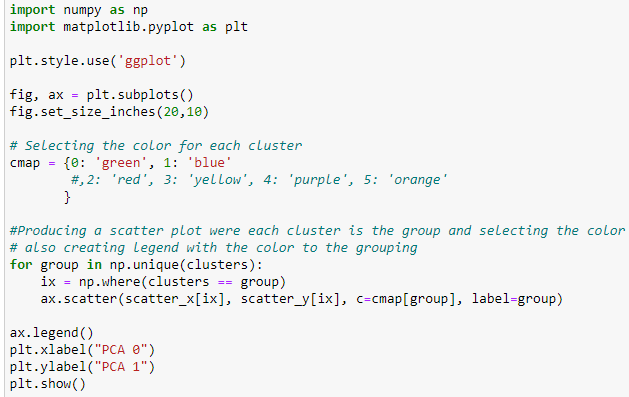 import numpy as np
import matplotlib.pyplot as plt
plt.style.use('ggplot')
fig, ax = plt.subplots()
fig.set_size_inches(20,10)
# Selecting the color for each cluster
cmap = {0: 'green', 1: 'blue'
#,2: 'red', 3: 'yellow', 4: 'purple', 5: 'orange'
}
#Producing a scatter plot were each cluster is the group and selecting the color
# also creating legend with the color to the grouping
for group in np.unique(clusters):
ix = np.where(clusters == group)
ax.scatter(scatter_x[ix], scatter_y[ix], c=cmap[group], label=group)
ax.legend()
plt.xlabel("PCA 0")
plt.ylabel("PCA 1")
plt.show()